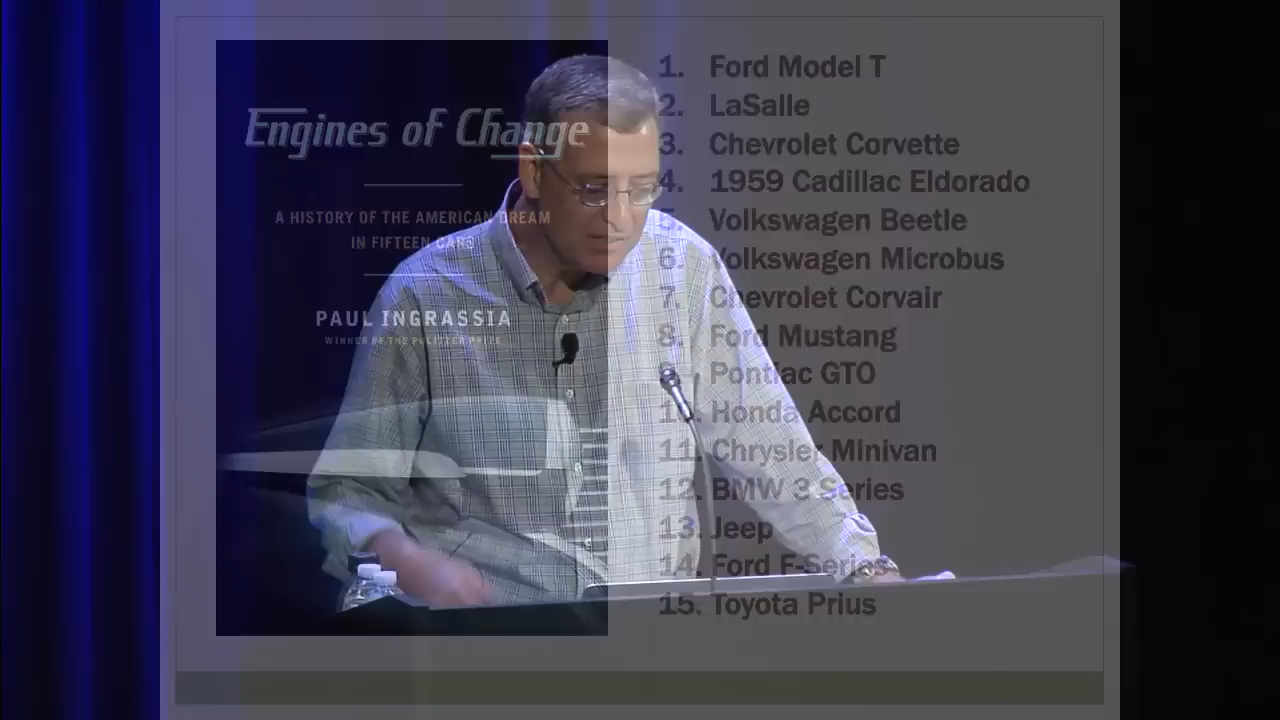 Engines of Change
A HISTORY OF THE AMERICAN DREAM
IN FIFTEEN CARS
PAUL INGRASSIA
WINNER OF THE PULITZER PRIZE
1. Ford Model T
2. LaSalle
3. Chevrolet Corvette
4. 1959 Cadillac Eldorado
5. Volkswagen Beetle
6. Volkswagen Microbus
7. Chevrolet Corvair
8. Ford Mustang
9. Pontiac GTO
10. Honda Accord
11. Chrysler Minivan
12. BMW 3 Series
13. Jeep
14. Ford F-Series
15. Toyota Prius